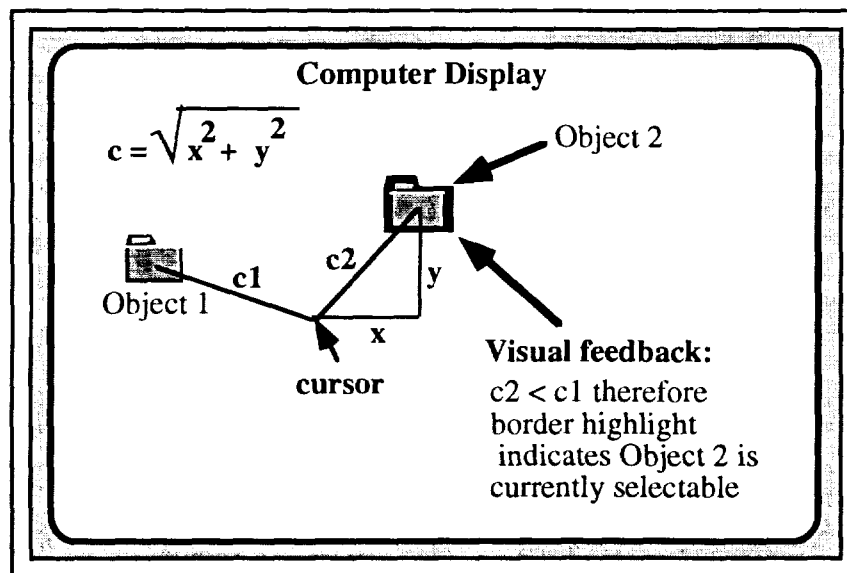 Computer Display
c = √x² + y²
Object 2
Object 1
c1
c2
y
x
cursor
Visual feedback:
c2 < c1 therefore
border highlight
indicates Object 2 is
currently selectable